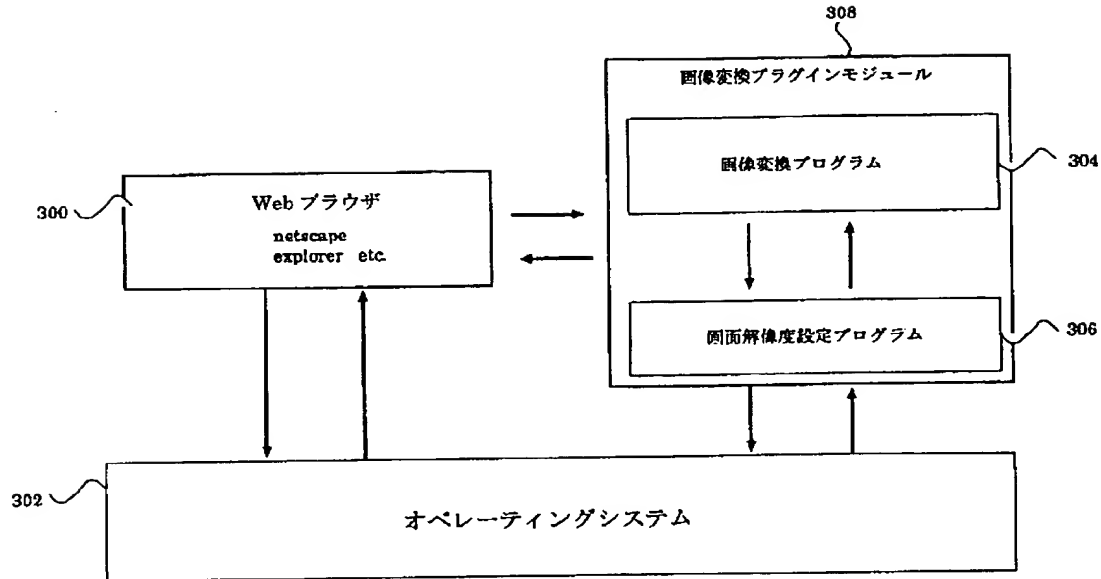 308
画像変換プラグインモジュール
画像変換プログラム
304
300
Web ブラウザ
netscape
explorer etc.
画面解像度設定プログラム
306
302
オペレーティングシステム